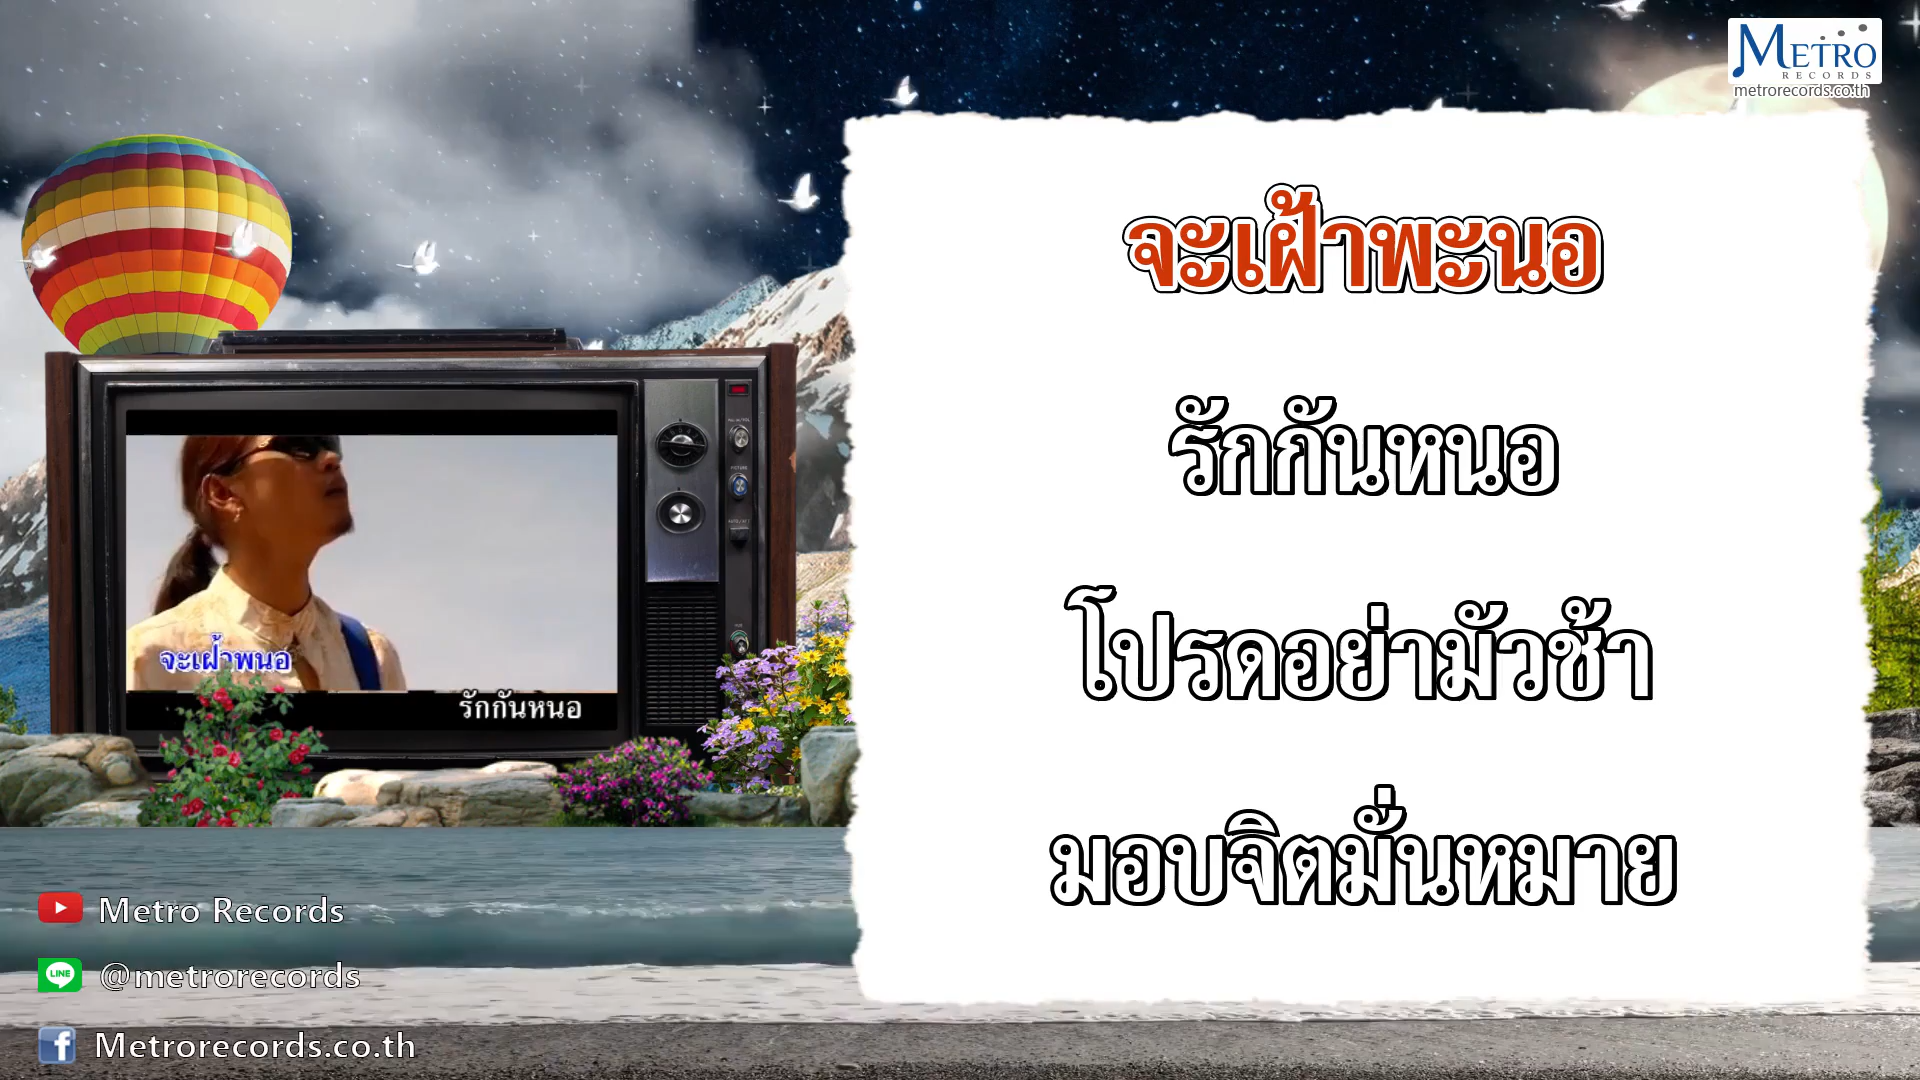 METRO
RECORDS
metrorecords.co.th
จะเฝ้าพะนอ
รักกันหนอ
โปรดอย่ามัวช้า
มอบจิตมั่นหมาย
จะเฝ้าพนอ
รักกันหนอ
Metro Records
LINE
@metrorecords
f
Metrorecords.co.th